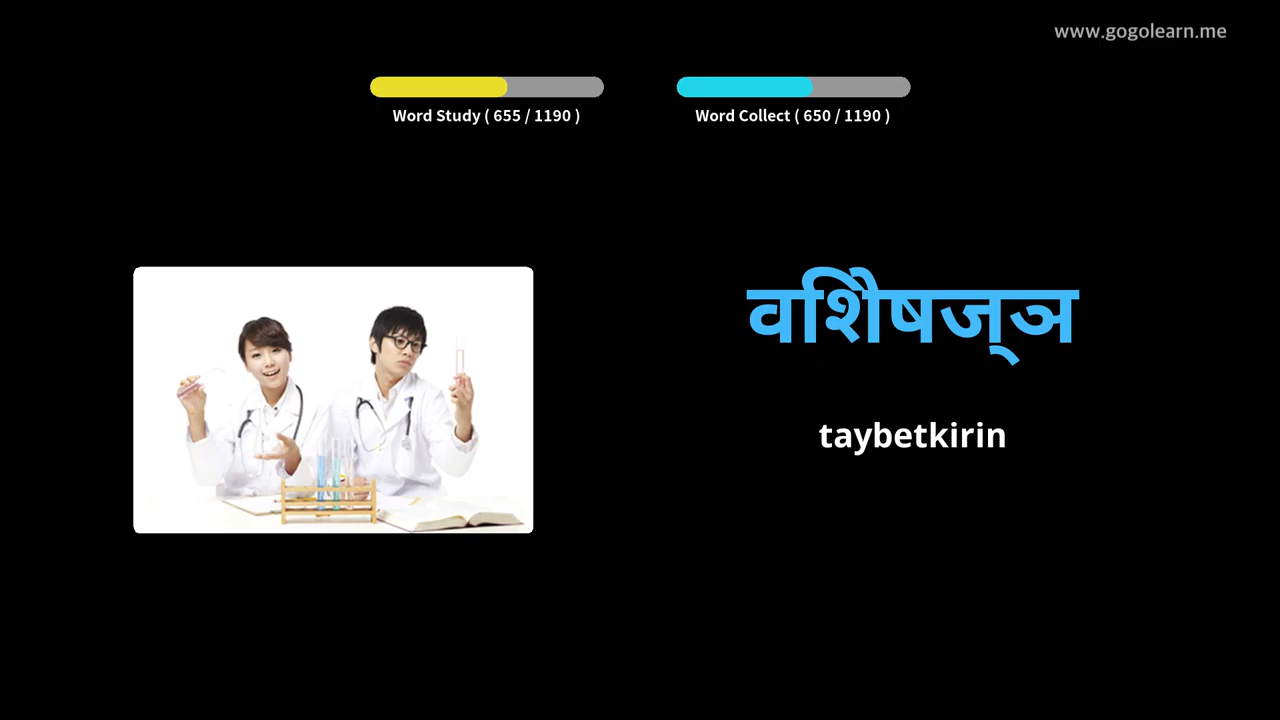 www.gogolearn.me
Word Study ( 655 / 1190 )
Word Collect ( 650 / 1190 )
वशिेषज्ञ
taybetkirin